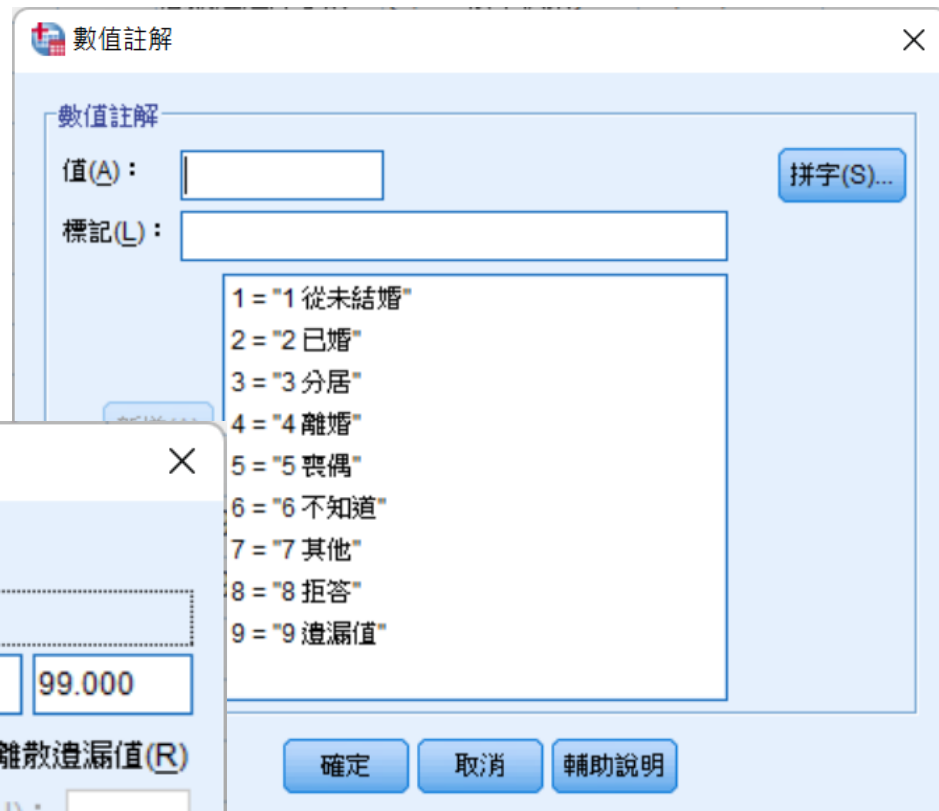 數值註解
數值註解
值(A)：
拼字(S)...
標記(L)：
1 = "1 從未結婚"
2 = "2 已婚"
3 = "3 分居"
4 = "4 離婚"
5 = "5 喪偶"
6 = "6 不知道"
7 = "7 其他"
8 = "8 拒答"
9 = "9 遺漏值"
99.000
離散遺漏值(R)
確定
取消
輔助說明